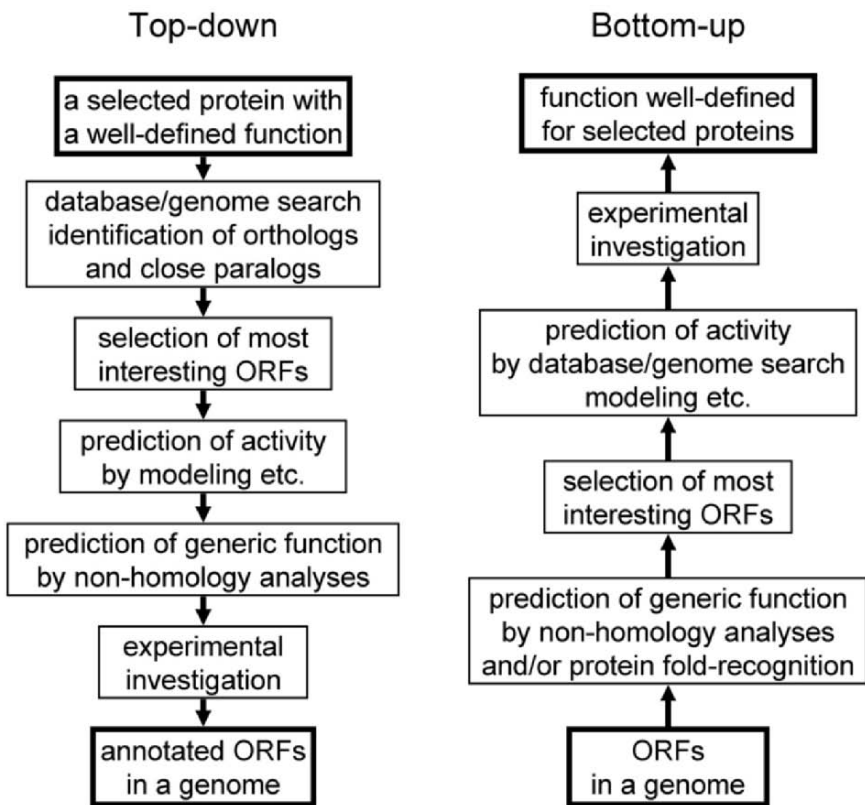 Top-down
a selected protein with
a well-defined function
database/genome search
identification of orthologs
and close paralogs
selection of most
interesting ORFs
prediction of activity
by modeling etc.
prediction of generic function
by non-homology analyses
experimental
investigation
annotated ORFs
in a genome
Bottom-up
function well-defined
for selected proteins
experimental
investigation
prediction of activity
by database/genome search
modeling etc.
selection of most
interesting ORFs
prediction of generic function
by non-homology analyses
and/or protein fold-recognition
ORFs
in a genome